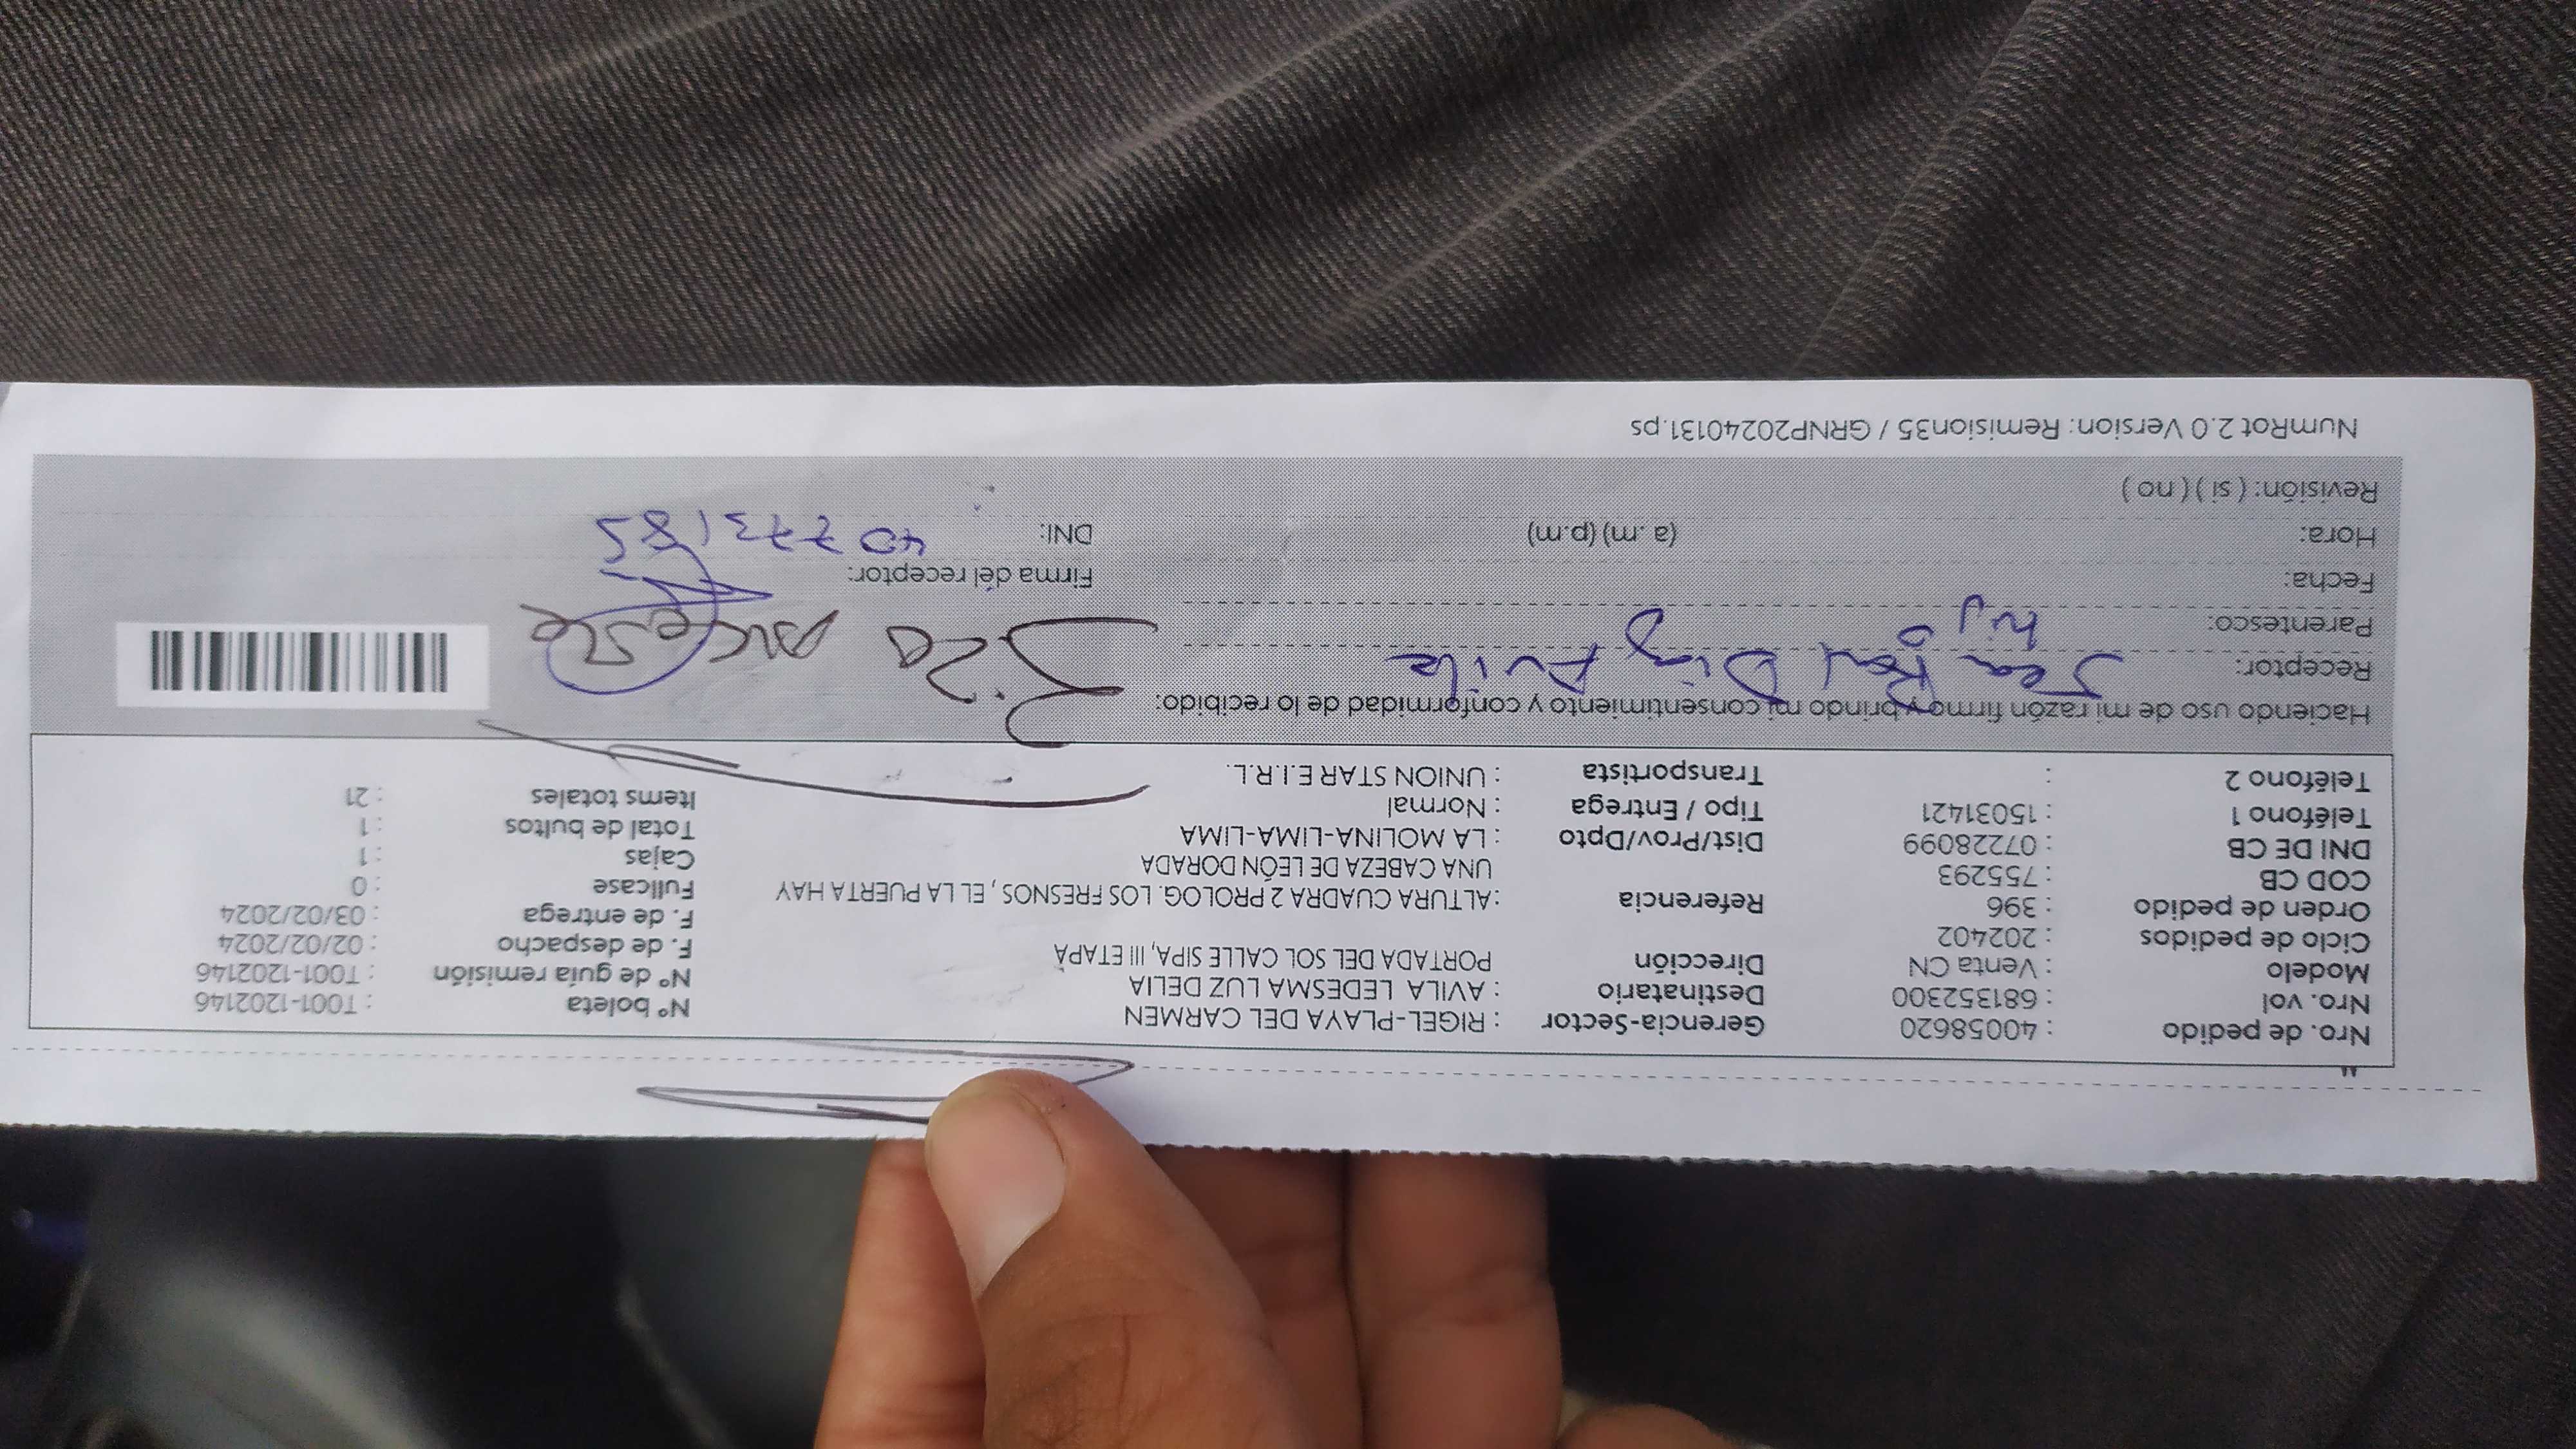 Nro. de pedido : 40058620 Gerencia-Sector : RIGEL-PLAYA DEL CARMEN Nº boleta : T001-1202146
Nro. vol : 681352300 Destinatario : AVILA LEDESMA LUZ DELIA Nº de guía remisión : T001-1202146
Modelo : Venta CN Dirección PORTADA DEL SOL CALLE SIPA, III ETAPA F. de despacho : 02/02/2024
Ciclo de pedidos : 202402 F. de entrega : 03/02/2024
Orden de pedido : 396 Referencia : ALTURA CUADRA 2 PROLOG. LOS FRESNOS , EL LA PUERTA HAY Fullcase : 0
COD CB : 755293 UNA CABEZA DE LEÓN DORADA Cajas : 1
DNI DE CB : 07228099 Dist/Prov/Dpto : LA MOLINA-LIMA-LIMA Total de bultos : 1
Teléfono 1 : 15031421 Tipo / Entrega : Normal Items totales : 21
Teléfono 2 : Transportista : UNION STAR E.I.R.L.
Haciendo uso de mi razón firmo y brindo mi consentimiento y conformidad de lo recibido:
Receptor: Diaz Avila
Parentesco: hijo
Fecha: Firma del receptor:
Hora: (a .m) (p.m) DNI: 40773185
Revisión: ( si ) ( no )
NumRot 2.0 Version: Remision35 / GRNP20240131.ps